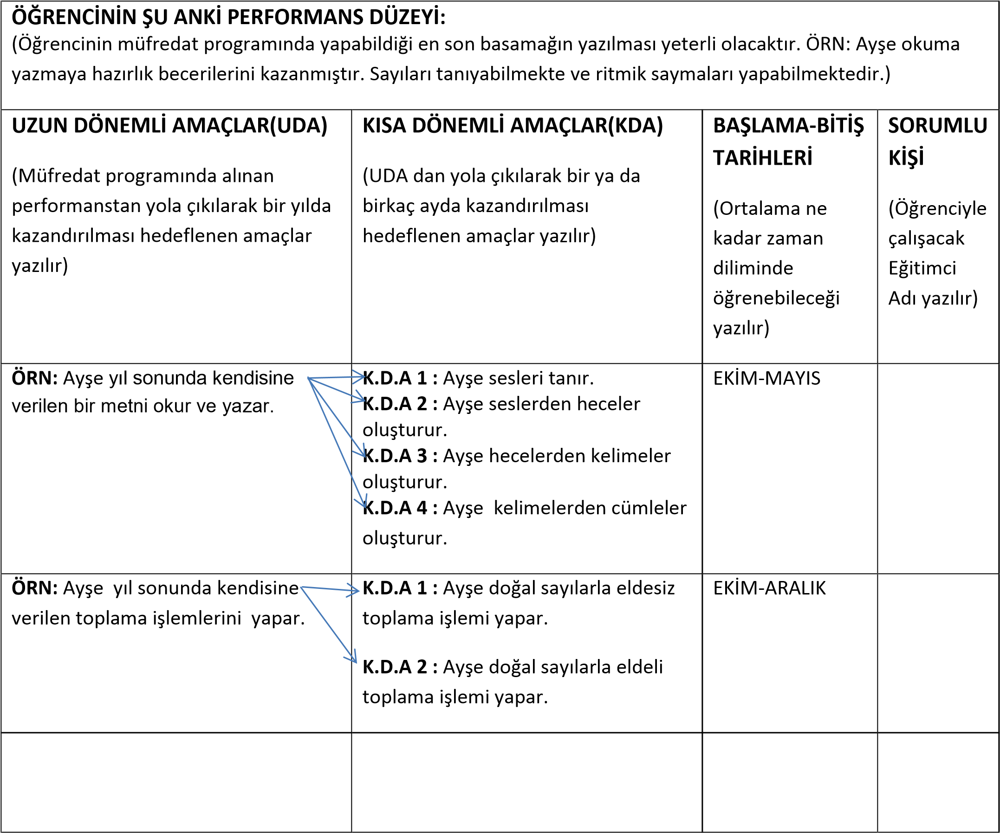 ÖĞRENCİNİN ŞU ANKİ PERFORMANS DÜZEYİ:
(Öğrencinin müfredat programında yapabildiği en son basamağın yazılması yeterli olacaktır. ÖRN: Ayşe okuma
yazmaya hazırlık becerilerini kazanmıştır. Sayıları tanıyabilmekte ve ritmik saymaları yapabilmektedir.)
UZUN DÖNEMLİ AMAÇLAR(UDA)
(Müfredat programında alınan
performanstan yola çıkılarak bir yılda
kazandırılması hedeflenen amaçlar
yazılır)
KISA DÖNEMLİ AMAÇLAR(KDA)
(UDA dan yola çıkılarak bir ya da
birkaç ayda kazandırılması
hedeflenen amaçlar yazılır)
BAŞLAMA-BİTİŞ
TARİHLERİ
(Ortalama ne
kadar zaman
diliminde
öğrenebileceği
yazılır)
SORUMLU
KİŞİ
(Öğrenciyle
çalışacak
Eğitimci
Adı yazılır)
ÖRN: Ayşe yıl sonunda kendisine
verilen bir metni okur ve yazar.
K.D.A 1 : Ayşe sesleri tanır.
K.D.A 2 : Ayşe seslerden heceler
oluşturur.
K.D.A 3 : Ayşe hecelerden kelimeler
oluşturur.
K.D.A 4 : Ayşe  kelimelerden cümleler
oluşturur.
EKİM-MAYIS
ÖRN: Ayşe  yıl sonunda kendisine
verilen toplama işlemlerini  yapar.
K.D.A 1 : Ayşe doğal sayılarla eldesiz
toplama işlemi yapar.
K.D.A 2 : Ayşe doğal sayılarla eldeli
toplama işlemi yapar.
EKİM-ARALIK